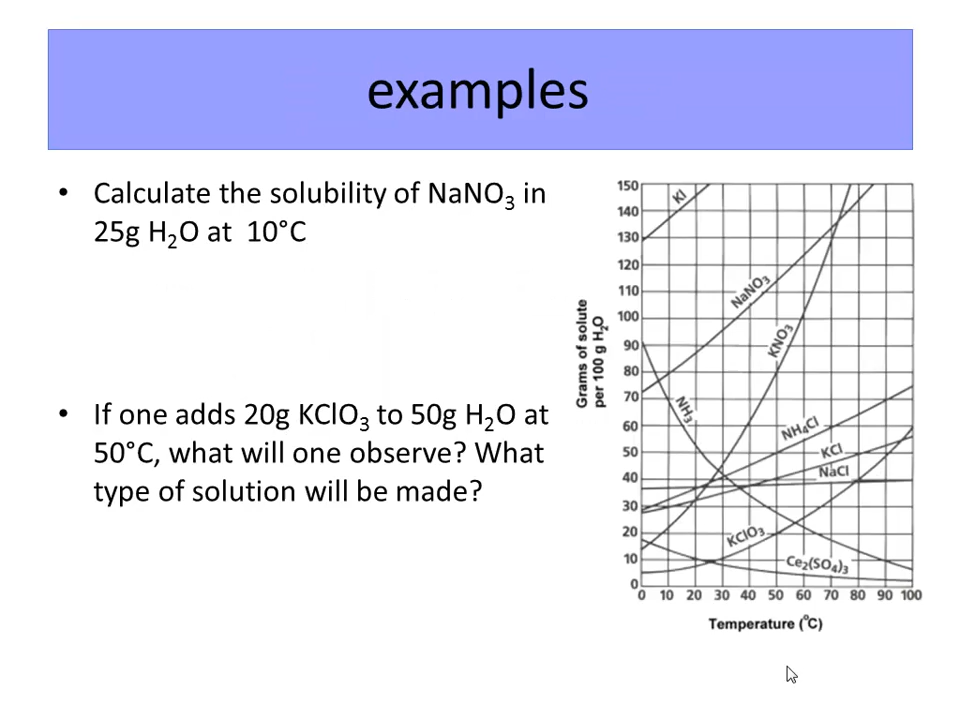 examples
• Calculate the solubility of NaNO₃ in
25g H₂O at 10°C
• If one adds 20g KClO₃ to 50g H₂O at
50°C, what will one observe? What
type of solution will be made?
Grams of solute
per 100 g H₂O
150
140
130
120
110
100
90
80
70
60
50
40
30
20
10
0
KI
NaNO₃
KNO₃
NH₃
NH₄Cl
KCl
NaCl
KClO₃
Ce₂(SO₄)₃
0 10 20 30 40 50 60 70 80 90 100
Temperature (°C)